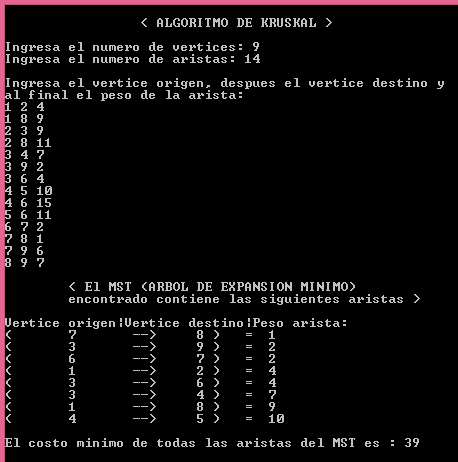 < ALGORITMO DE KRUSKAL >
Ingresa el numero de vertices: 9
Ingresa el numero de aristas: 14
Ingresa el vertice origen, despues el vertice destino y
al final el peso de la arista:
1 2 4
1 8 9
2 3 9
2 8 11
3 4 7
3 9 2
3 6 4
4 5 10
4 6 15
5 6 11
6 7 2
7 8 1
7 9 6
8 9 7
< El MST (ARBOL DE EXPANSION MINIMO)
encontrado contiene las siguientes aristas >
Vertice origen¦Vertice destino¦Peso arista:
( 7 --> 8 ) = 1
( 3 --> 9 ) = 2
( 6 --> 7 ) = 2
( 1 --> 2 ) = 4
( 3 --> 6 ) = 4
( 3 --> 4 ) = 7
( 1 --> 8 ) = 9
( 4 --> 5 ) = 10
El costo minimo de todas las aristas del MST es : 39